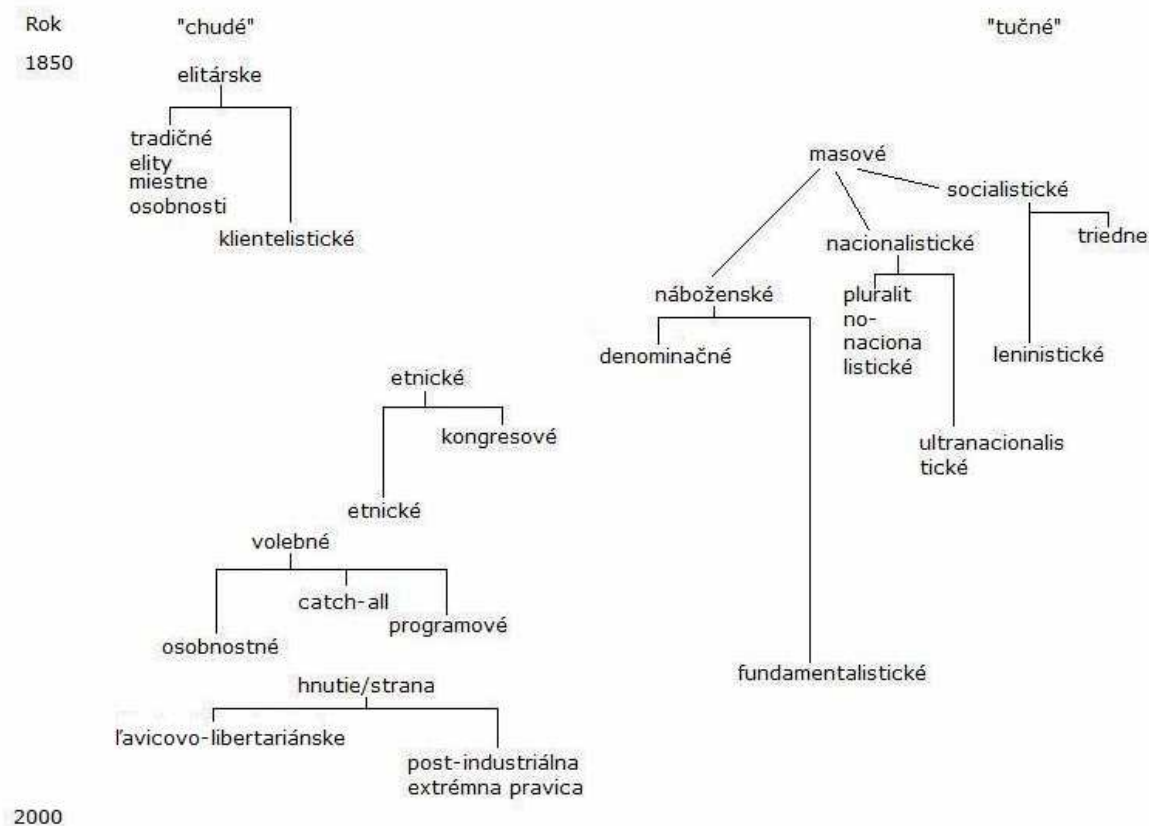 Rok
"chudé"
"tučné"
1850
elitárske
tradičné
elity
miestne
osobnosti
klientelistické
masové
socialistické
triedne
nacionalistické
náboženské
pluralit
no-
naciona
listické
denominačné
leninistické
etnické
kongresové
ultranacionalis
tické
etnické
volebné
catch-all
programové
osobnostné
fundamentalistické
hnutie/strana
ľavicovo-libertariánske
post-industriálna
extrémna pravica
2000